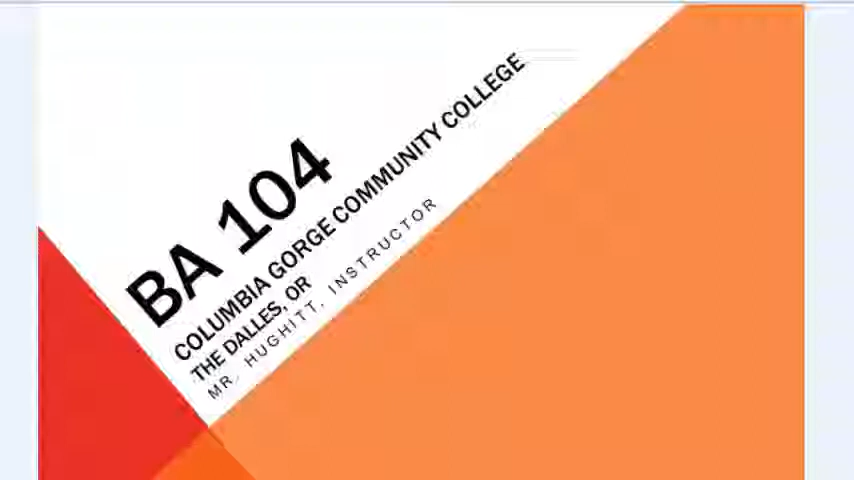 BA 104
COLUMBIA GORGE COMMUNITY COLLEGE
THE DALLES, OR
MR. HUGHITT, INSTRUCTOR